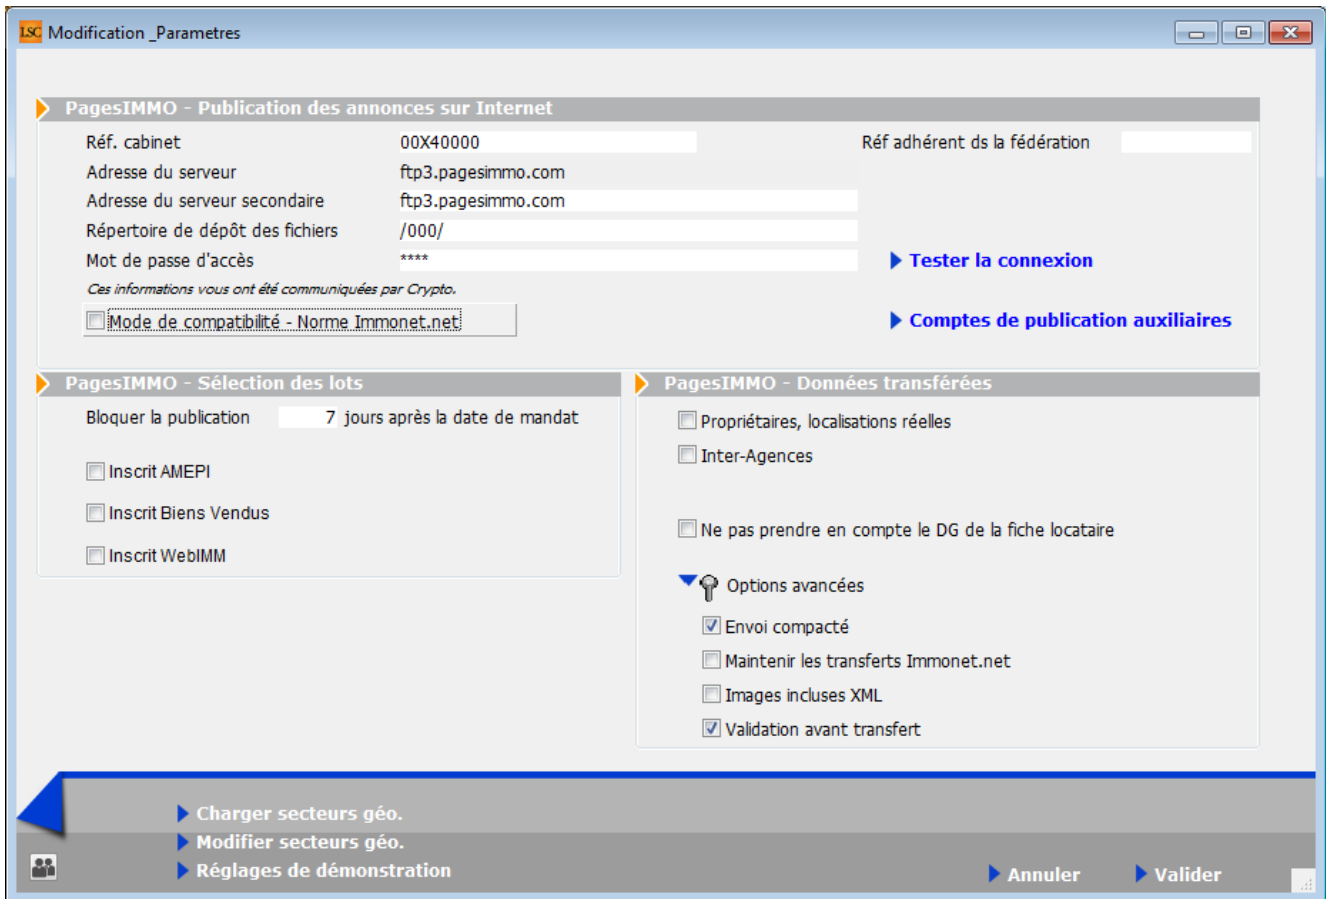 LSC Modification _Parametres
PagesIMMO - Publication des annonces sur Internet
Réf. cabinet 00X40000 Réf adhérent ds la fédération
Adresse du serveur ftp3.pagesimmo.com
Adresse du serveur secondaire ftp3.pagesimmo.com
Répertoire de dépôt des fichiers /000/
Mot de passe d'accès **** Tester la connexion
Ces informations vous ont été communiquées par Crypto.
Mode de compatibilité - Norme Immonet.net Comptes de publication auxiliaires
PagesIMMO - Sélection des lots
Bloquer la publication 7 jours après la date de mandat
Inscrit AMEPI
Inscrit Biens Vendus
Inscrit WebIMM
PagesIMMO - Données transférées
Propriétaires, localisations réelles
Inter-Agences
Ne pas prendre en compte le DG de la fiche locataire
Options avancées
Envoi compacté
Maintenir les transferts Immonet.net
Images incluses XML
Validation avant transfert
Charger secteurs géo.
Modifier secteurs géo.
Réglages de démonstration
Annuler Valider